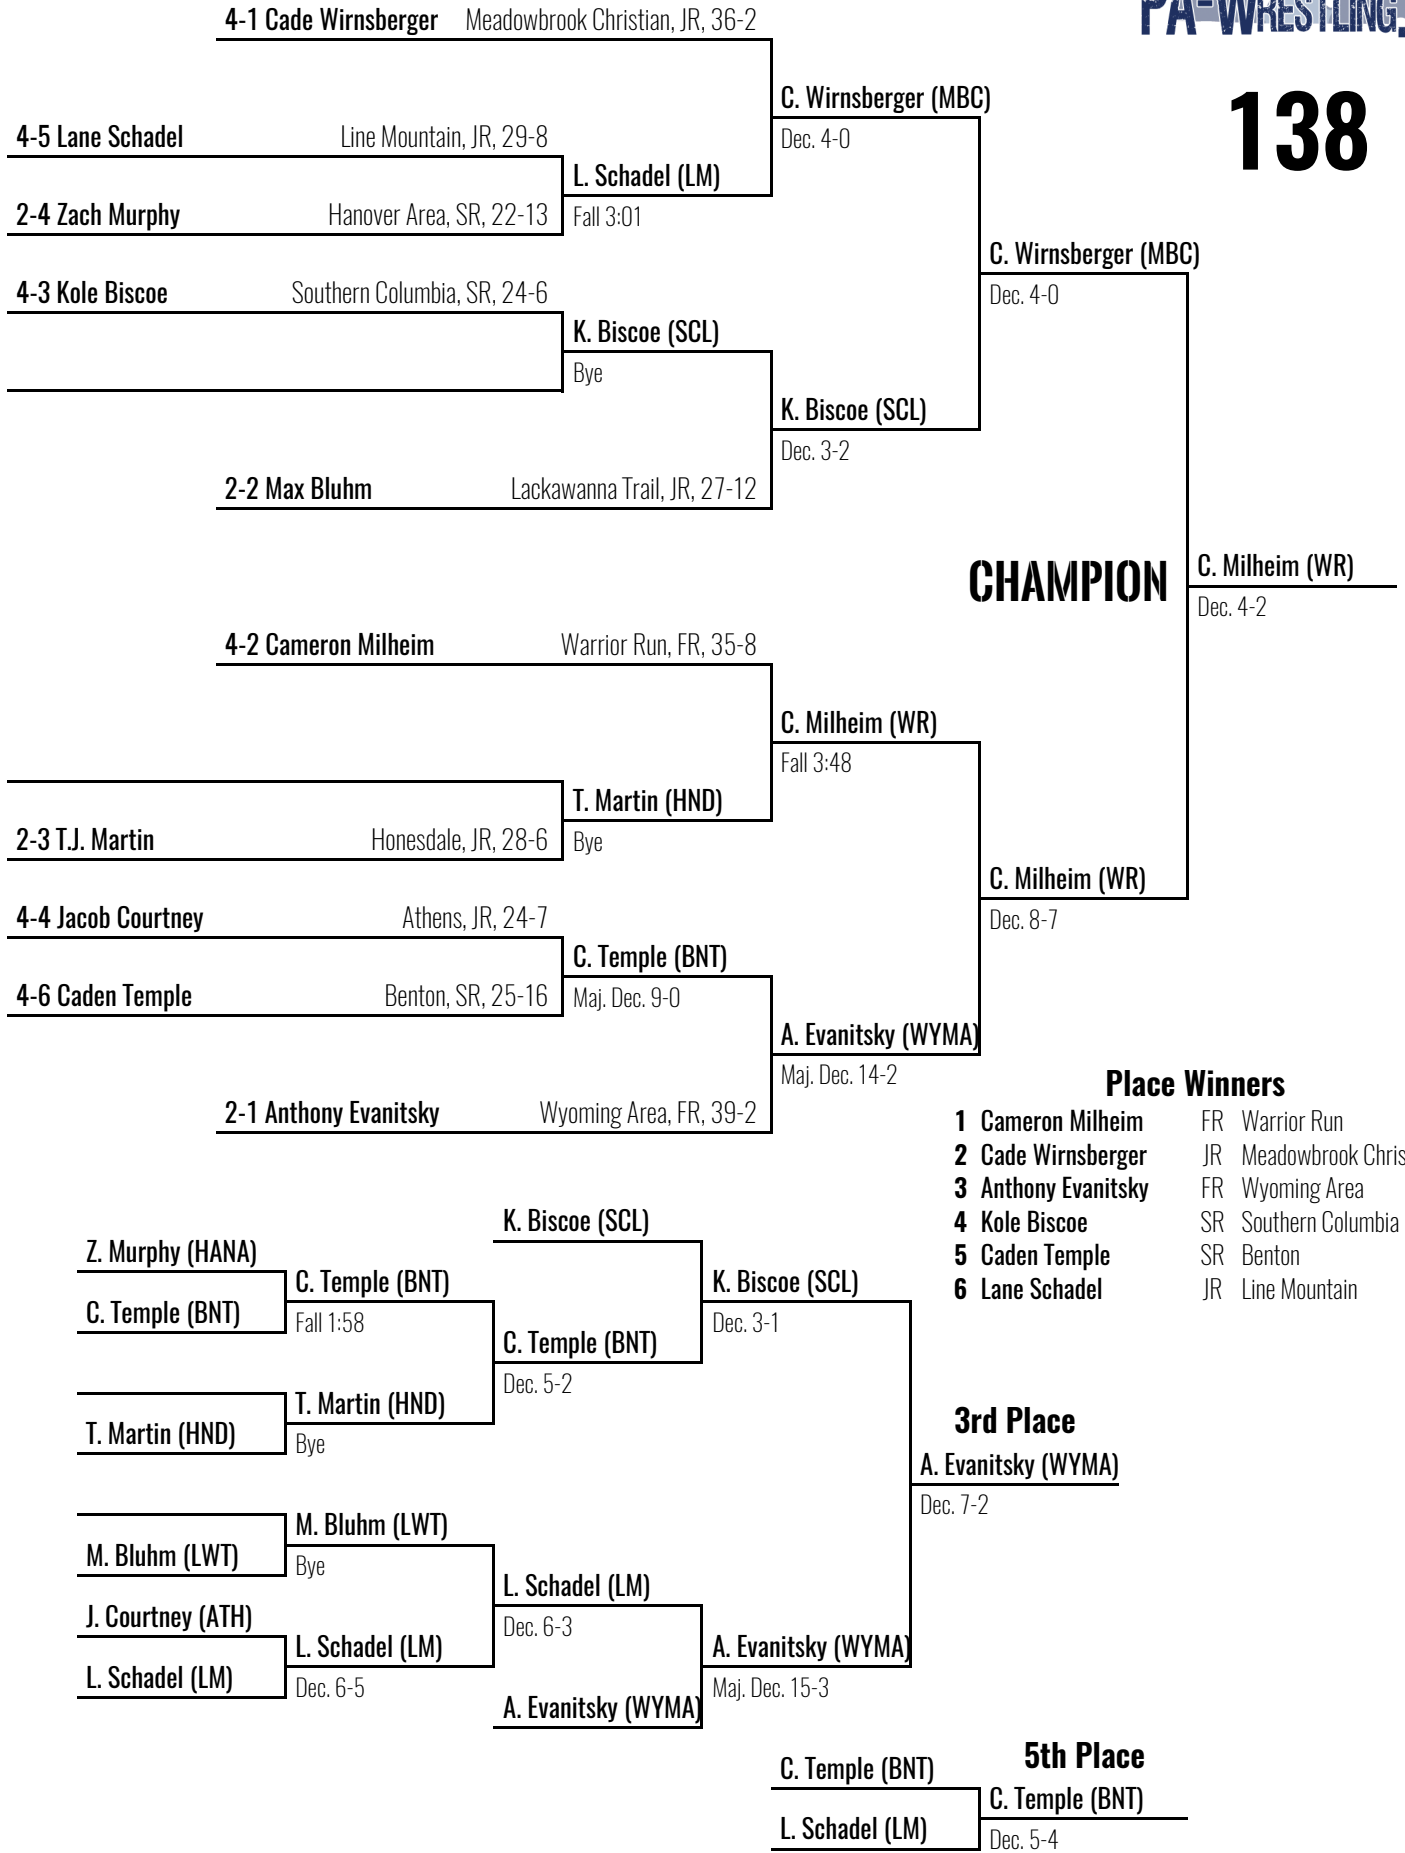 PA-WRESTLING.
138
4-1 Cade Wirnsberger Meadowbrook Christian, JR, 36-2
C. Wirnsberger (MBC)
Dec. 4-0
4-5 Lane Schadel Line Mountain, JR, 29-8
L. Schadel (LM)
Fall 3:01
2-4 Zach Murphy Hanover Area, SR, 22-13
C. Wirnsberger (MBC)
Dec. 4-0
4-3 Kole Biscoe Southern Columbia, SR, 24-6
K. Biscoe (SCL)
Bye
K. Biscoe (SCL)
Dec. 3-2
2-2 Max Bluhm Lackawanna Trail, JR, 27-12
CHAMPION
C. Milheim (WR)
Dec. 4-2
4-2 Cameron Milheim Warrior Run, FR, 35-8
C. Milheim (WR)
Fall 3:48
T. Martin (HND)
Bye
2-3 T.J. Martin Honesdale, JR, 28-6
C. Milheim (WR)
Dec. 8-7
4-4 Jacob Courtney Athens, JR, 24-7
C. Temple (BNT)
Maj. Dec. 9-0
4-6 Caden Temple Benton, SR, 25-16
A. Evanitsky (WYMA)
Maj. Dec. 14-2
2-1 Anthony Evanitsky Wyoming Area, FR, 39-2
Place Winners
1 Cameron Milheim FR Warrior Run
2 Cade Wirnsberger JR Meadowbrook Chris
3 Anthony Evanitsky FR Wyoming Area
4 Kole Biscoe SR Southern Columbia
5 Caden Temple SR Benton
6 Lane Schadel JR Line Mountain
K. Biscoe (SCL)
Z. Murphy (HANA)
C. Temple (BNT)
Fall 1:58
C. Temple (BNT)
K. Biscoe (SCL)
Dec. 3-1
C. Temple (BNT)
Dec. 5-2
T. Martin (HND)
Bye
T. Martin (HND)
3rd Place
A. Evanitsky (WYMA)
Dec. 7-2
M. Bluhm (LWT)
Bye
M. Bluhm (LWT)
L. Schadel (LM)
Dec. 6-3
J. Courtney (ATH)
L. Schadel (LM)
Dec. 6-5
L. Schadel (LM)
A. Evanitsky (WYMA)
Maj. Dec. 15-3
A. Evanitsky (WYMA)
5th Place
C. Temple (BNT)
C. Temple (BNT)
Dec. 5-4
L. Schadel (LM)